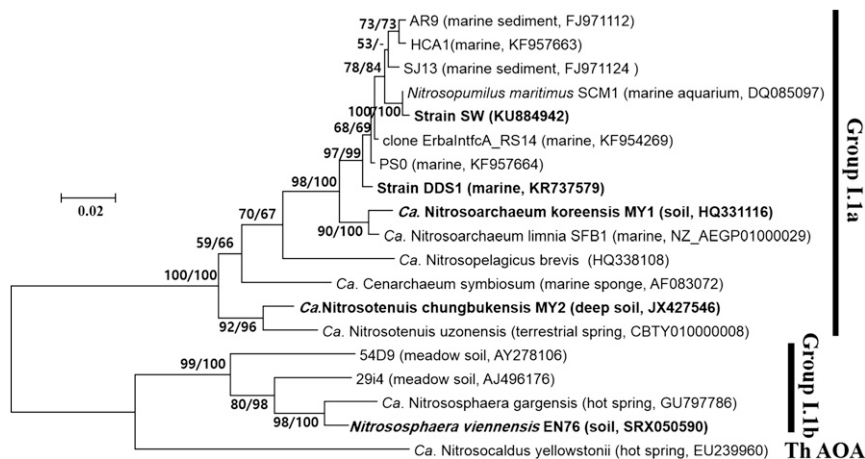 73/73
AR9 (marine sediment, FJ971112)
53/-
HCA1(marine, KF957663)
78/84
SJ13 (marine sediment, FJ971124 )
Nitrosopumilus maritimus SCM1 (marine aquarium, DQ085097)
100/100
Strain SW (KU884942)
68/69
clone ErbaIntfcA_RS14 (marine, KF954269)
97/99
PS0 (marine, KF957664)
98/100
Strain DDS1 (marine, KR737579)
0.02
70/67
Ca. Nitrosoarchaeum koreensis MY1 (soil, HQ331116)
90/100
Ca. Nitrosoarchaeum limnia SFB1 (marine, NZ_AEGP01000029)
59/66
Ca. Nitrosopelagicus brevis (HQ338108)
100/100
Ca. Cenarchaeum symbiosum (marine sponge, AF083072)
Ca.Nitrosotenuis chungbukensis MY2 (deep soil, JX427546)
92/96
Ca. Nitrosotenuis uzonensis (terrestrial spring, CBTY010000008)
Group I.1a
99/100
54D9 (meadow soil, AY278106)
29i4 (meadow soil, AJ496176)
80/98
Ca. Nitrososphaera gargensis (hot spring, GU797786)
98/100
Nitrososphaera viennensis EN76 (soil, SRX050590)
Group I.1b
Ca. Nitrosocaldus yellowstonii (hot spring, EU239960)
Th AOA